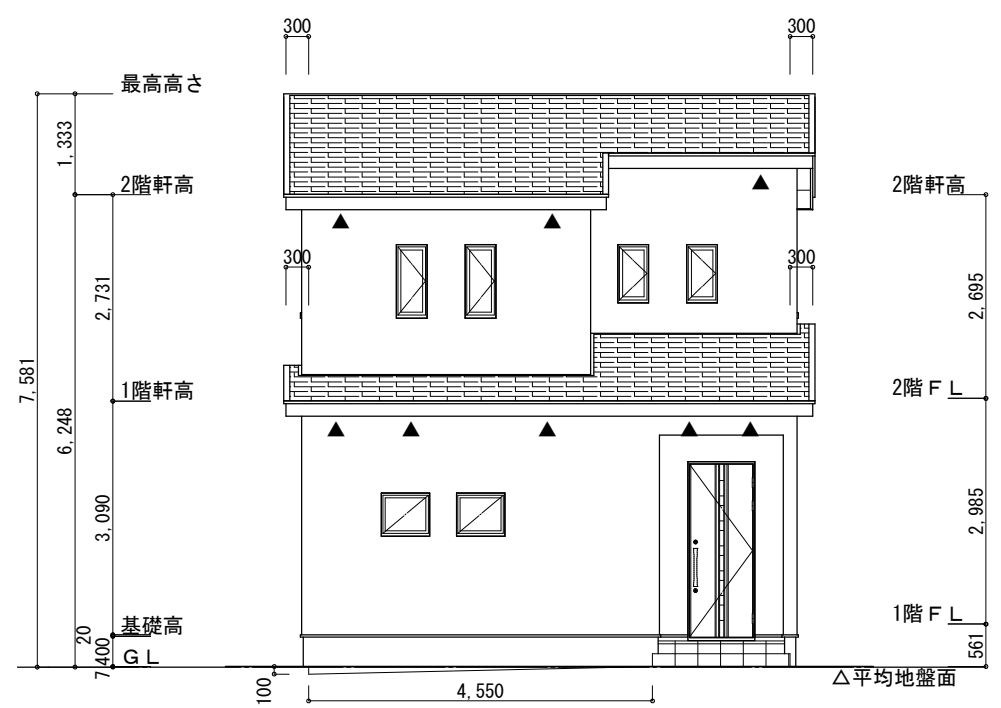 300
300
最高高さ
1,333
2階軒高
2階軒高
300
300
2,731
2,695
7,581
1階軒高
2階ＦＬ
6,248
3,090
2,985
基礎高
1階ＦＬ
20
7,400
ＧＬ
561
△平均地盤面
100
4,550